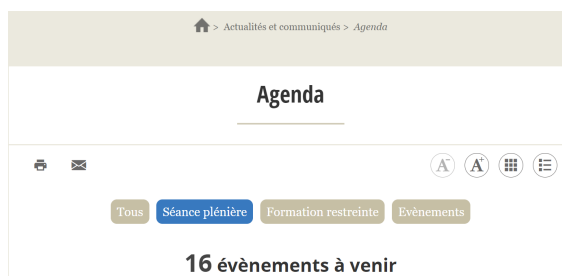 > Actualités et communiqués > Agenda
Agenda
A- A+
Tous Séance plénière Formation restreinte Evènements
16 évènements à venir